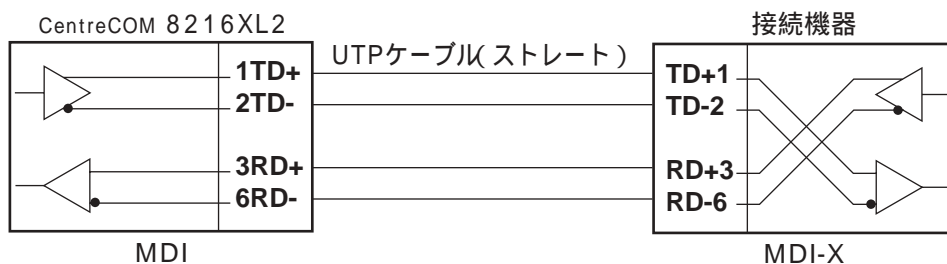 CentreCOM 8216XL2
接続機器
UTPケーブル(ストレート)
1TD+
2TD-
3RD+
6RD-
TD+1
TD-2
RD+3
RD-6
MDI
MDI-X